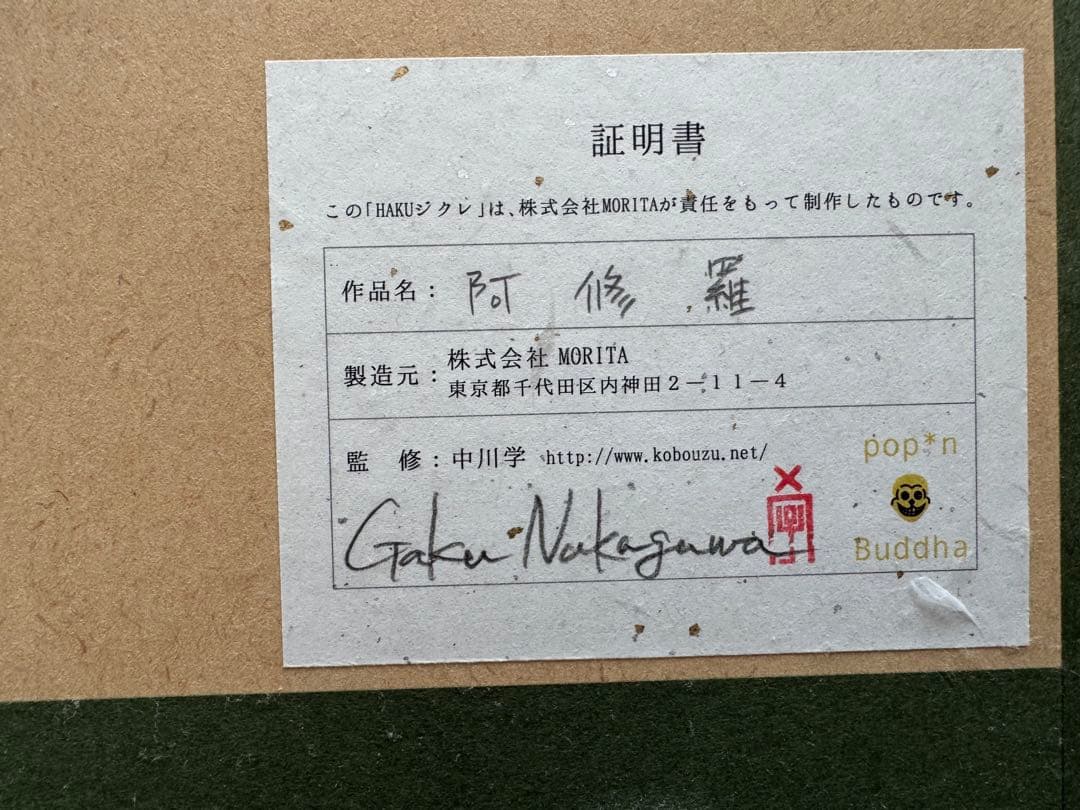 証明書
この「HAKUジクレ」は、株式会社MORITAが責任をもって制作したものです。
作品名：阿修羅
製造元：株式会社 MORITA
東京都千代田区内神田２－１１－４
監　修：中川学 http://www.kobouzu.net/
Gaku Nakagawa
pop*n
Buddha